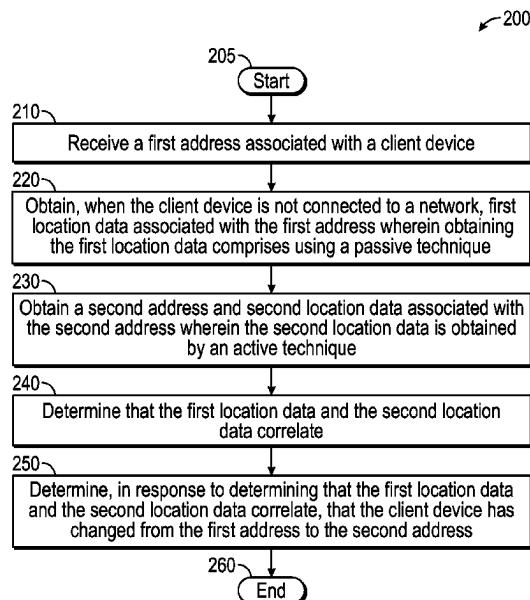 200
205
Start
210
Receive a first address associated with a client device
220
Obtain, when the client device is not connected to a network, first
location data associated with the first address wherein obtaining
the first location data comprises using a passive technique
230
Obtain a second address and second location data associated with
the second address wherein the second location data is obtained
by an active technique
240
Determine that the first location data and the second location
data correlate
250
Determine, in response to determining that the first location data
and the second location data correlate, that the client device has
changed from the first address to the second address
260
End